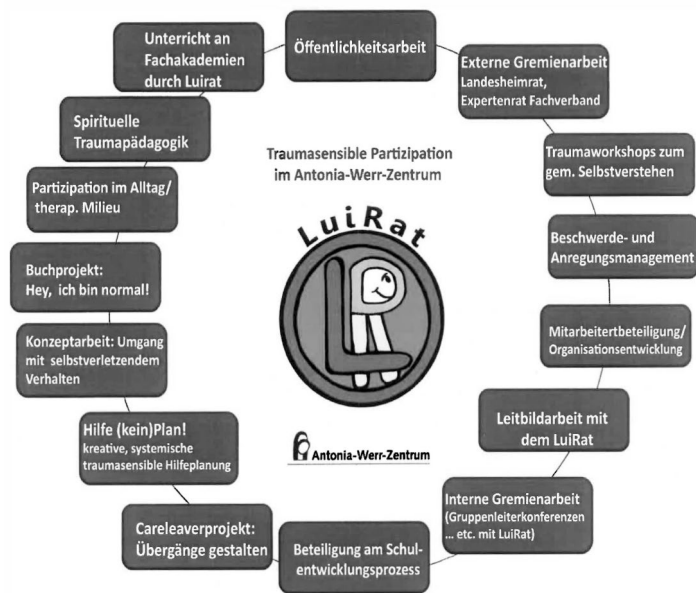 Öffentlichkeitsarbeit
Externe Gremienarbeit
Landesheimrat,
Expertenrat Fachverband
Traumaworkshops zum
gem. Selbstverstehen
Beschwerde- und
Anregungsmanagement
Mitarbeitertbeteiligung/
Organisationsentwicklung
Leitbildarbeit mit
dem LuiRat
Interne Gremienarbeit
(Gruppenleiterkonferenzen
... etc. mit LuiRat)
Beteiligung am Schul-
entwicklungsprozess
Careleaverprojekt:
Übergänge gestalten
Hilfe (kein)Plan!
kreative, systemische
traumasensible Hilfeplanung
Konzeptarbeit: Umgang
mit selbstverletzendem
Verhalten
Buchprojekt:
Hey, ich bin normal!
Partizipation im Alltag/
therap. Milieu
Spirituelle
Traumapädagogik
Unterricht an
Fachakademien
durch Luirat
Traumasensible Partizipation
im Antonia-Werr-Zentrum
LuiRat
Antonia-Werr-Zentrum